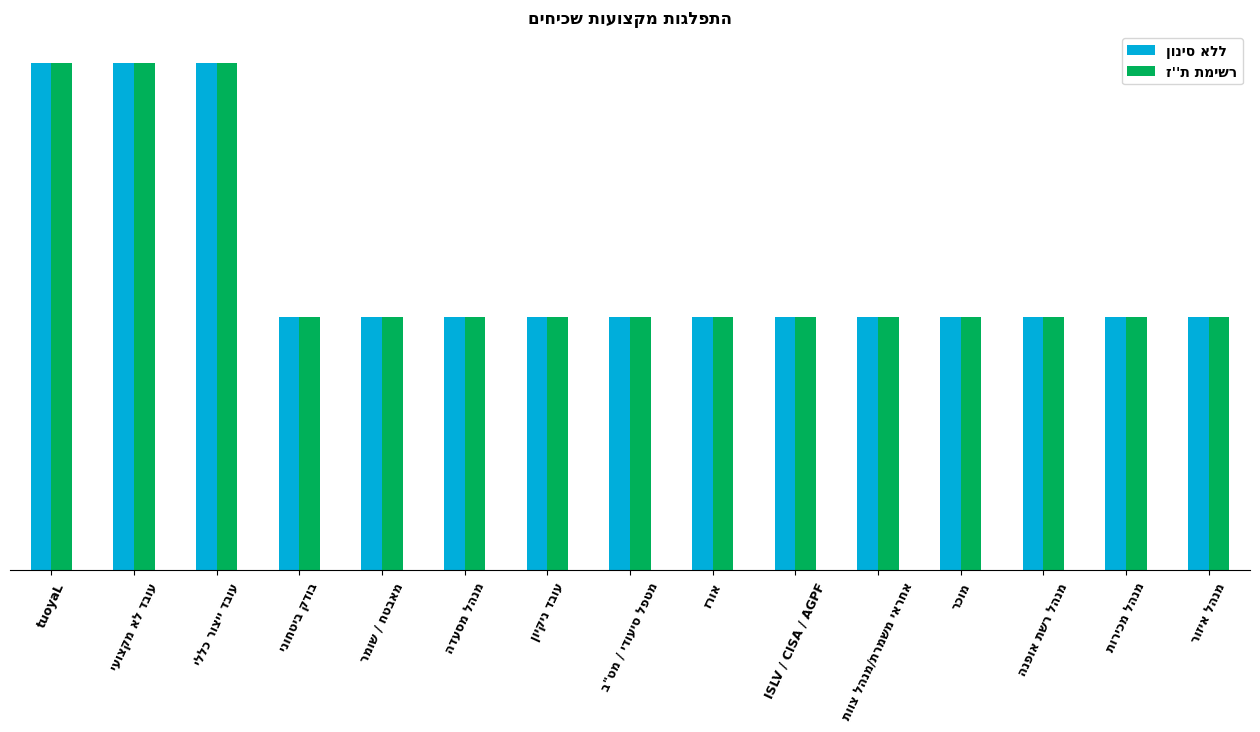 התפלגות מקצועות שכיחים
ללא סינון
רשימת ת''ז
tuoyaL
עובד לא מקצועי
עובד ייצור כללי
בודק ביטחוני
מאבטח / שומר
מנהל מסעדה
עובד ניקיון
מטפל סיעודי / מט"ב
אורז
ISLV / CISA / AGPF
אחראי משמרת/מנהל צוות
מוכר
מנהל רשת אופנה
מנהל מכירות
מנהל איזור